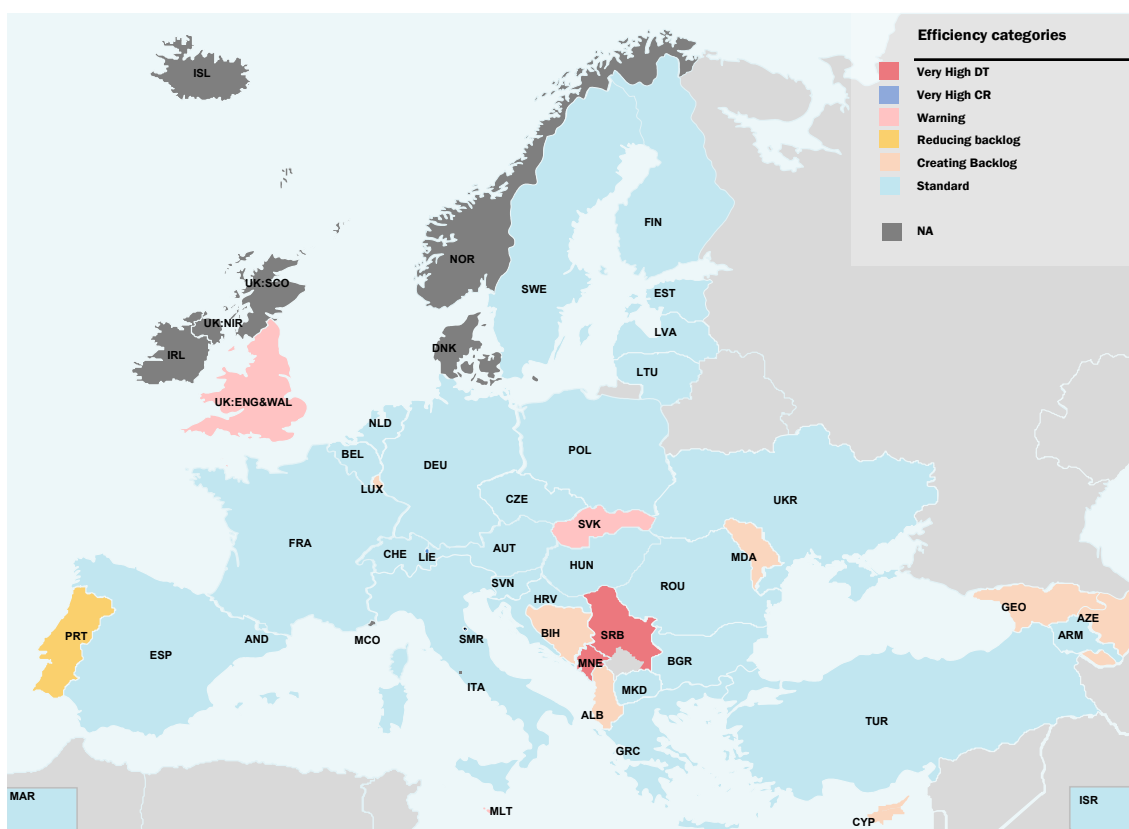 Efficiency categories
Very High DT
Very High CR
Warning
Reducing backlog
Creating Backlog
Standard
NA
ISL
NOR
FIN
SWE
UK:SCO
EST
UK:NIR
LVA
IRL
DNK
LTU
UK:ENG&WAL
NLD
BEL
DEU
POL
LUX
CZE
UKR
SVK
FRA
CHE
LIE
AUT
MDA
HUN
ROU
SVN
HRV
GEO
AZE
PRT
AND
MCO
SMR
BIH
SRB
ARM
ESP
MNE
BGR
ITA
MKD
ALB
TUR
GRC
MAR
ISR
MLT
CYP